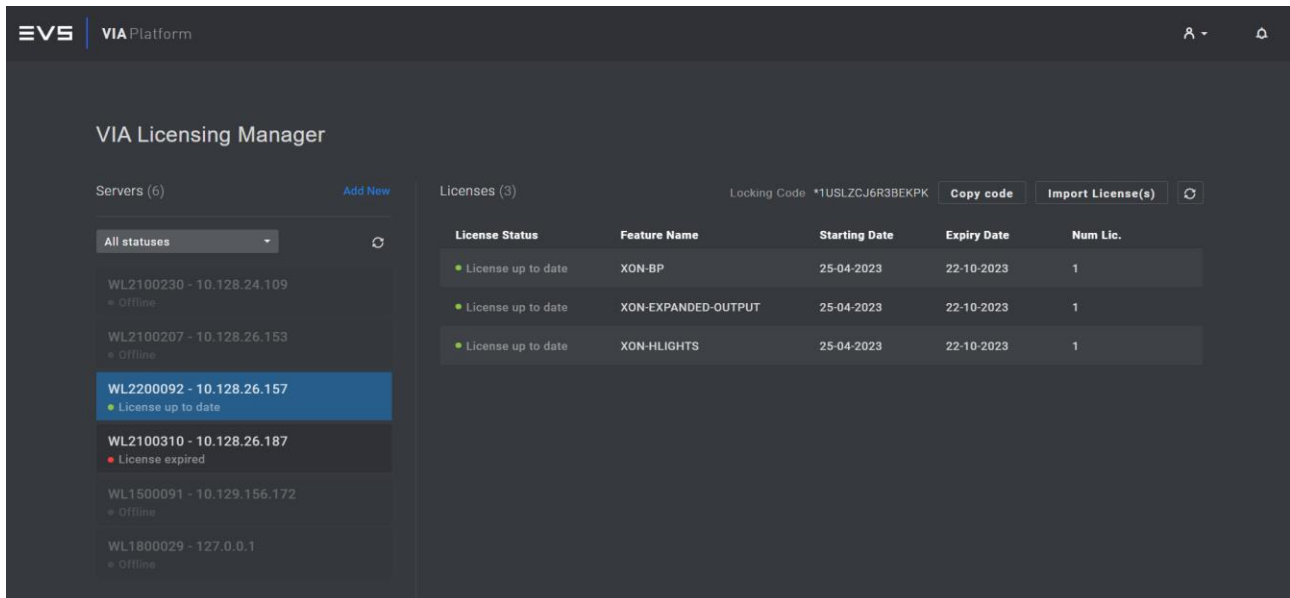 EVS
VIA Platform
VIA Licensing Manager
Servers (6)
Add New
All statuses
WL2100230 - 10.128.24.109
Offline
WL2100207 - 10.128.26.153
Offline
WL2200092 - 10.128.26.157
License up to date
WL2100310 - 10.128.26.187
License expired
WL1500091 - 10.129.156.172
Offline
WL1800029 - 127.0.0.1
Offline
Licenses (3)
Locking Code *1USLZCJ6R3BEKPK
Copy code
Import License(s)
License Status Feature Name Starting Date Expiry Date Num Lic.
License up to date XON-BP 25-04-2023 22-10-2023 1
License up to date XON-EXPANDED-OUTPUT 25-04-2023 22-10-2023 1
License up to date XON-HLIGHTS 25-04-2023 22-10-2023 1